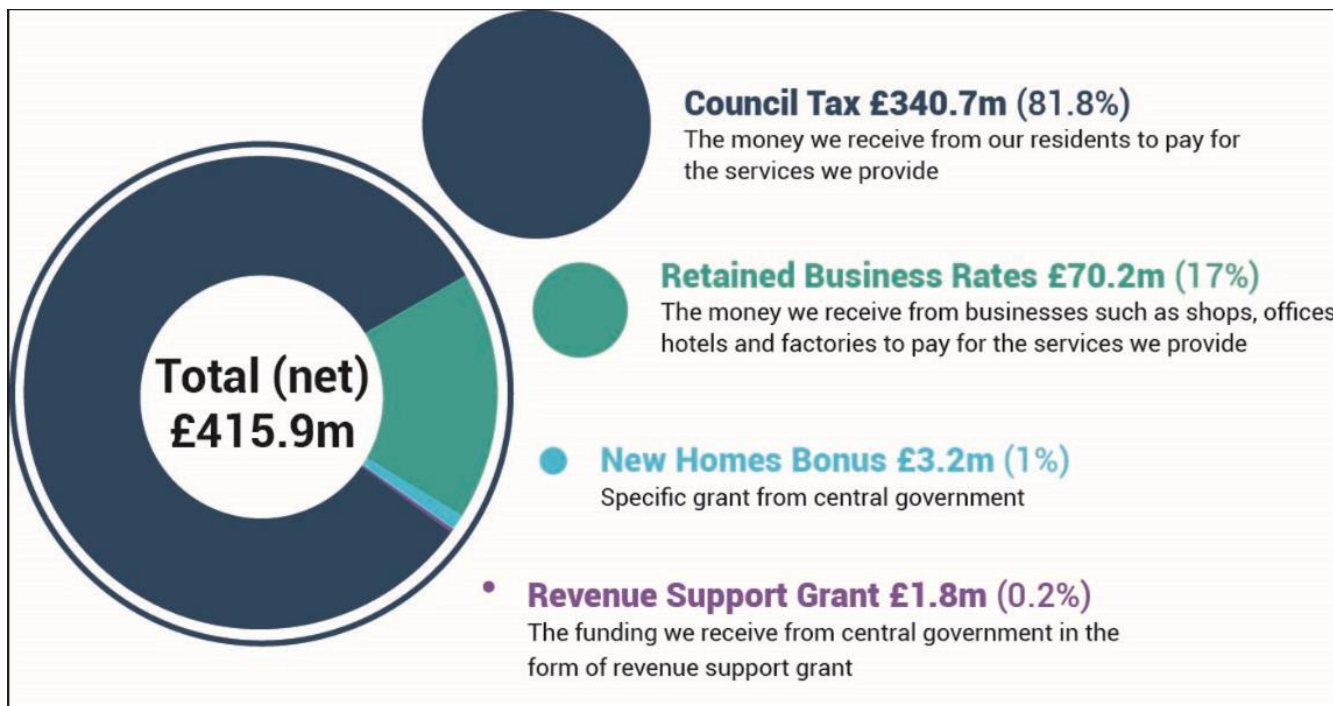 Council Tax £340.7m (81.8%)
The money we receive from our residents to pay for
the services we provide
Retained Business Rates £70.2m (17%)
The money we receive from businesses such as shops, offices
hotels and factories to pay for the services we provide
Total (net)
£415.9m
New Homes Bonus £3.2m (1%)
Specific grant from central government
Revenue Support Grant £1.8m (0.2%)
The funding we receive from central government in the
form of revenue support grant